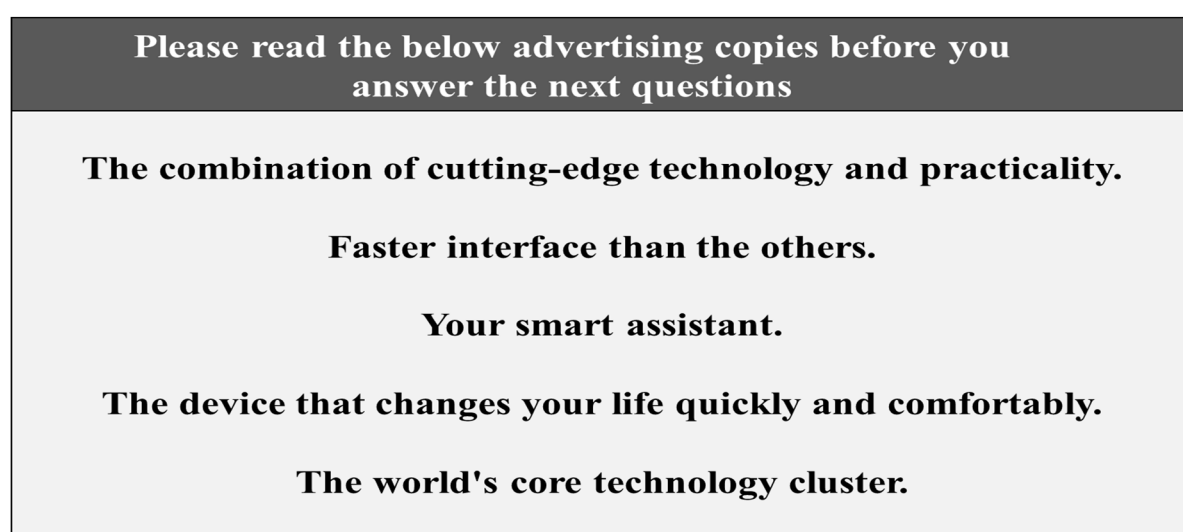 Please read the below advertising copies before you
answer the next questions
The combination of cutting-edge technology and practicality.
Faster interface than the others.
Your smart assistant.
The device that changes your life quickly and comfortably.
The world's core technology cluster.